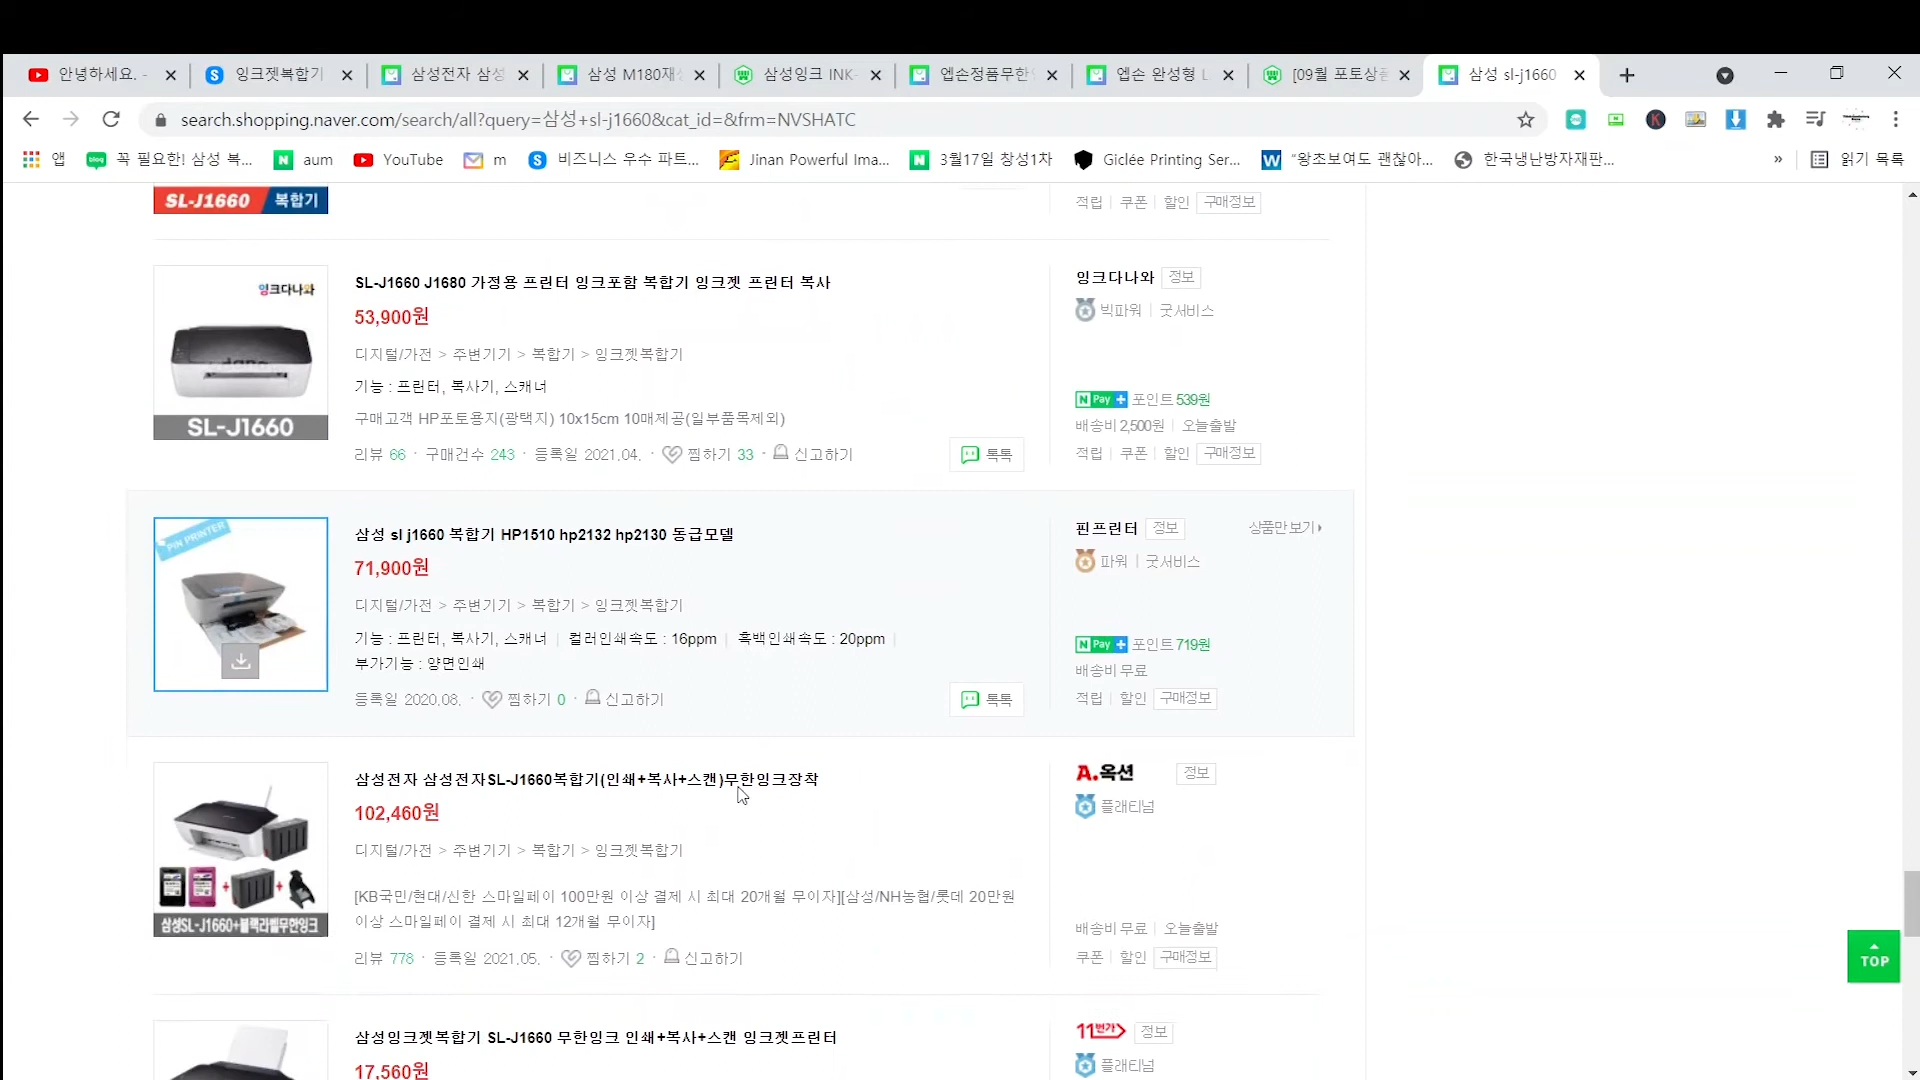 안녕하세요. -
잉크젯복합기
삼성전자 삼성
삼성 M180재
삼성잉크 INK-
엡손정품무한
엡손 완성형 L
[09월 포토상품
삼성 sl-j1660
search.shopping.naver.com/search/all?query=삼성+sl-j1660&cat_id=&frm=NVSHATC
앱
꼭 필요한! 삼성 복...
aum
YouTube
m
비즈니스 우수 파트...
Jinan Powerful Ima...
3월17일 창성1차
Giclée Printing Ser...
“왕초보여도 괜찮아...
한국냉난방자재판...
»
읽기 목록
SL-J1660 복합기
적립 쿠폰 할인 구매정보
잉크다나와
SL-J1660
SL-J1660 J1680 가정용 프린터 잉크포함 복합기 잉크젯 프린터 복사
53,900원
디지털/가전 > 주변기기 > 복합기 > 잉크젯복합기
기능 : 프린터, 복사기, 스캐너
구매고객 HP포토용지(광택지) 10x15cm 10매제공(일부품목제외)
리뷰 66 · 구매건수 243 · 등록일 2021.04. · 찜하기 33 · 신고하기
톡톡
잉크다나와 정보
빅파워 굿서비스
N Pay + 포인트 539원
배송비 2,500원 오늘출발
적립 쿠폰 할인 구매정보
PIN PRINTER
삼성 sl j1660 복합기 HP1510 hp2132 hp2130 동급모델
71,900원
디지털/가전 > 주변기기 > 복합기 > 잉크젯복합기
기능 : 프린터, 복사기, 스캐너 컬러인쇄속도 : 16ppm 흑백인쇄속도 : 20ppm
부가기능 : 양면인쇄
등록일 2020.08. · 찜하기 0 · 신고하기
톡톡
핀프린터 정보 상품만 보기
파워 굿서비스
N Pay + 포인트 719원
배송비 무료
적립 할인 구매정보
삼성SL-J1660+블랙라벨무한잉크
삼성전자 삼성전자SL-J1660복합기(인쇄+복사+스캔)무한잉크장착
102,460원
디지털/가전 > 주변기기 > 복합기 > 잉크젯복합기
[KB국민/현대/신한 스마일페이 100만원 이상 결제 시 최대 20개월 무이자][삼성/NH농협/롯데 20만원
이상 스마일페이 결제 시 최대 12개월 무이자]
리뷰 778 · 등록일 2021.05. · 찜하기 2 · 신고하기
A.옥션 정보
플래티넘
배송비 무료 오늘출발
쿠폰 할인 구매정보
TOP
삼성잉크젯복합기 SL-J1660 무한잉크 인쇄+복사+스캔 잉크젯프린터
17,560원
11번가 정보
플래티넘